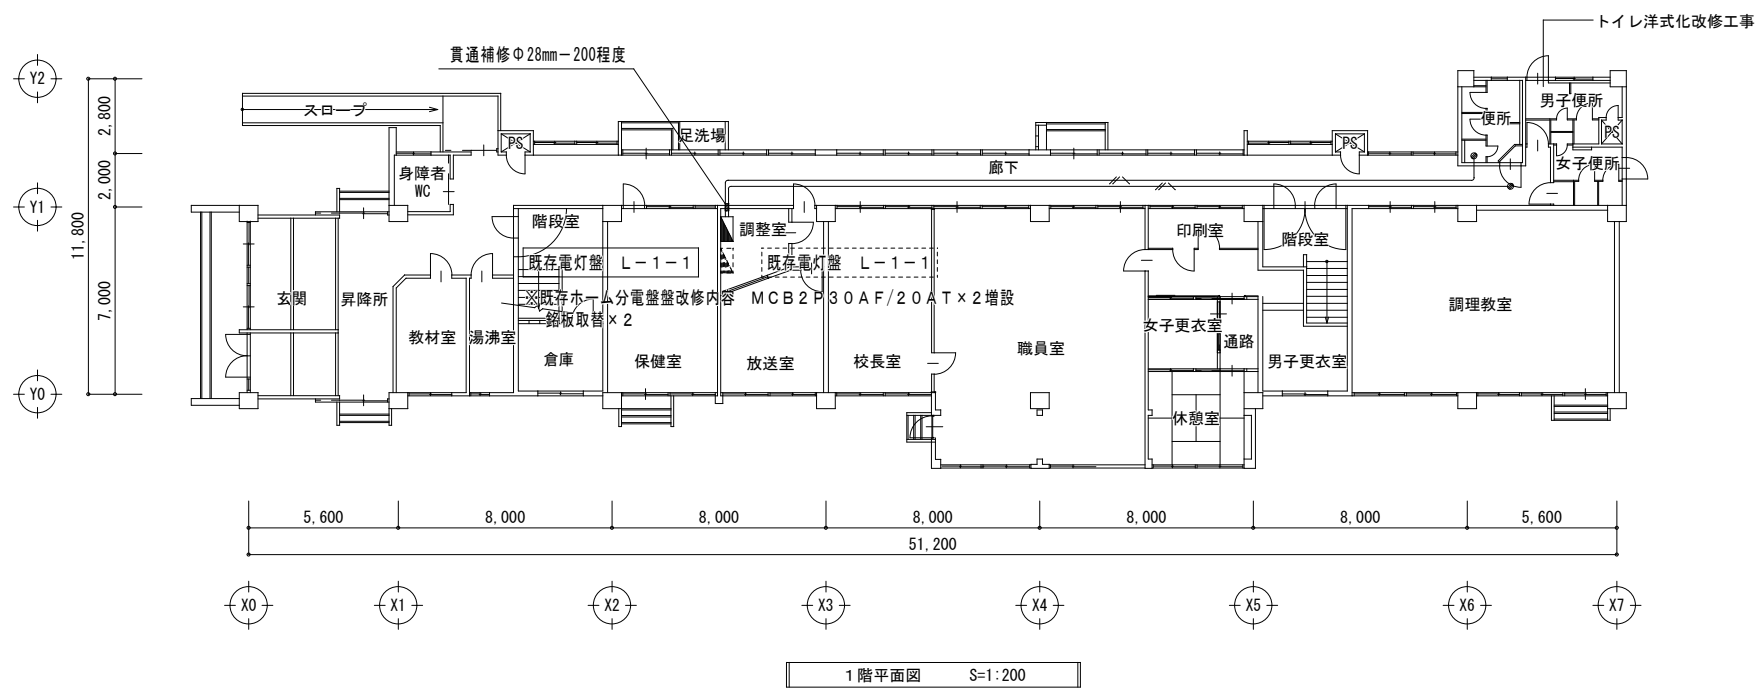 トイレ洋式化改修工事
貫通補修Φ28mm－200程度
Y2
2,800
スロープ
足洗場
男子便所
便所
PS
PS
PS
2,000
身障者
WC
廊下
女子便所
Y1
11,800
階段室
調整室
印刷室
階段室
既存電灯盤 L－1－1
既存電灯盤 L－1－1
7,000
玄関
昇降所
※既存ホーム分電盤盤改修内容 MCB2P30AF/20AT×2増設
銘板取替×2
調理教室
教材室
湯沸室
倉庫
保健室
放送室
校長室
職員室
女子更衣室
通路
男子更衣室
Y0
休憩室
5,600
8,000
8,000
8,000
8,000
8,000
5,600
51,200
X0
X1
X2
X3
X4
X5
X6
X7
1階平面図 S=1:200